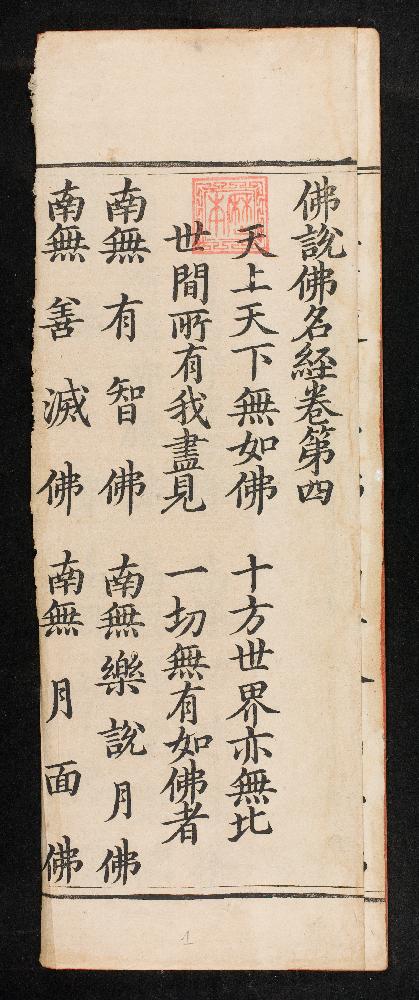 佛說佛名經卷第四
天上天下無如佛 十方世界亦無比
世間所有我盡見 一切無有如佛者
南無有智佛 南無樂說月佛
南無善滅佛 南無月面佛
1